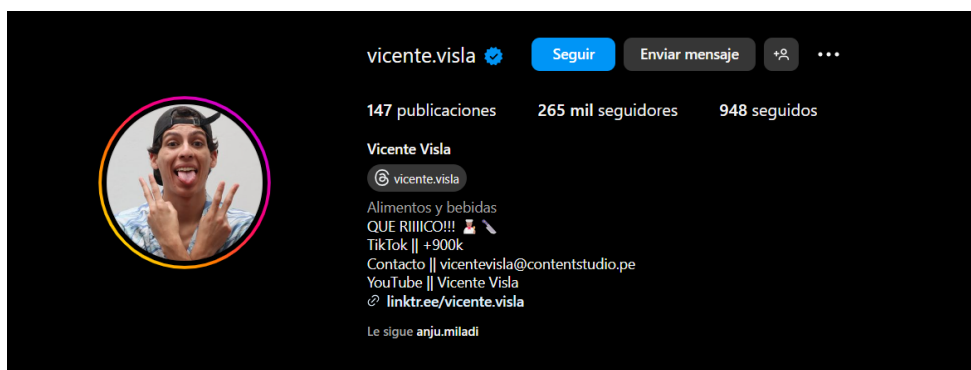 vicente.visla Seguir Enviar mensaje
147 publicaciones 265 mil seguidores 948 seguidos
Vicente Visla
vicente.visla
Alimentos y bebidas
QUE RIIIICO!!! 👨🏻‍🍳 🔪
TikTok || +900k
Contacto || vicentevisla@contentstudio.pe
YouTube || Vicente Visla
linktr.ee/vicente.visla
Le sigue anju.miladi